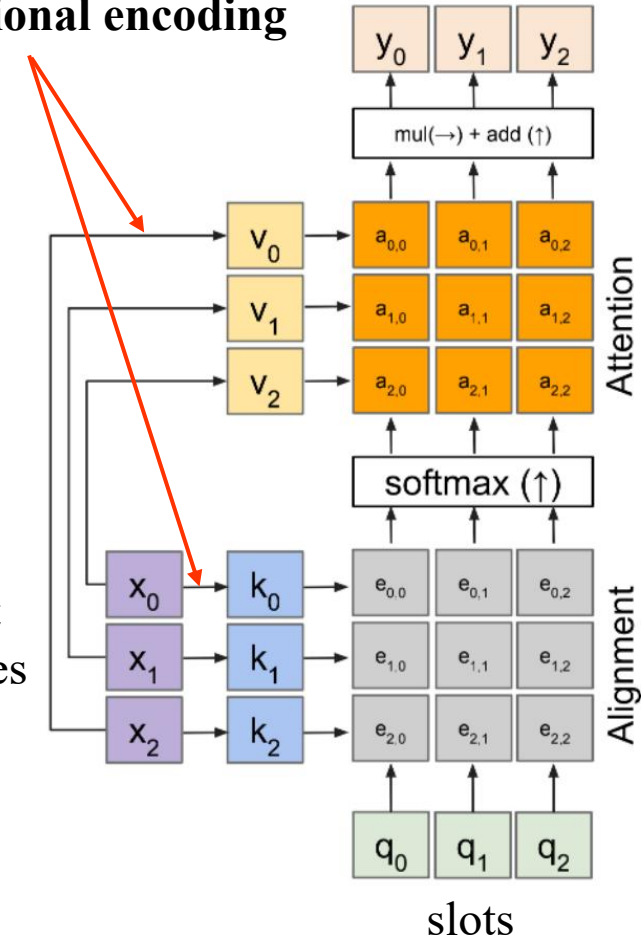 ional encoding
y0 y1 y2
mul(→) + add (↑)
v0 a0,0 a0,1 a0,2
v1 a1,0 a1,1 a1,2
v2 a2,0 a2,1 a2,2
Attention
softmax (↑)
x0 k0 e0,0 e0,1 e0,2
x1 k1 e1,0 e1,1 e1,2
es
x2 k2 e2,0 e2,1 e2,2
Alignment
q0 q1 q2
slots